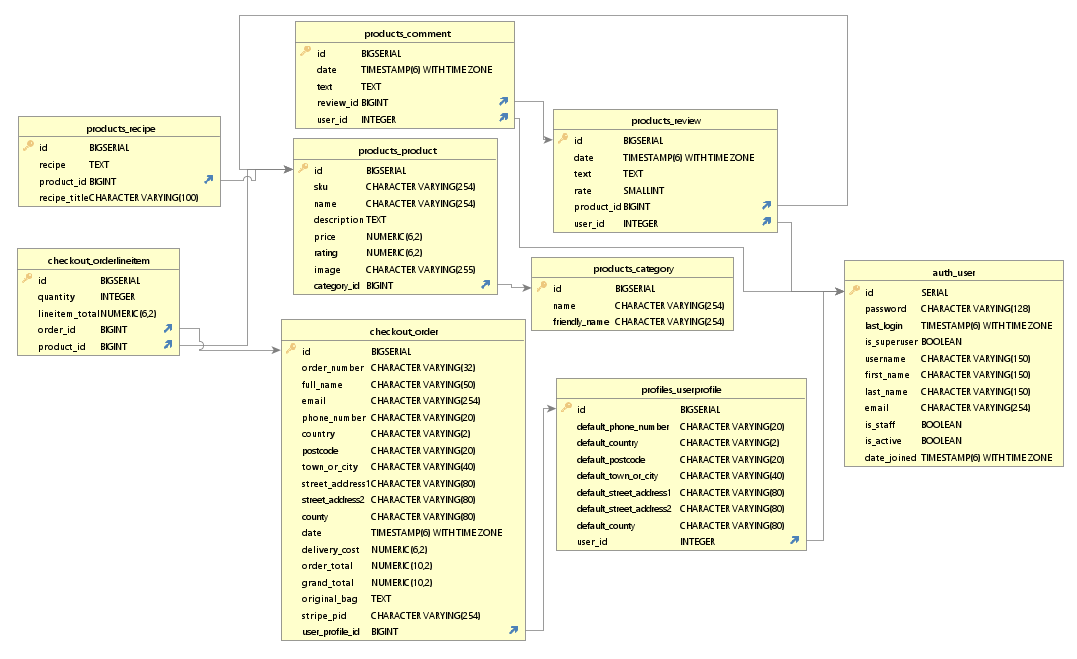 products_comment
id BIGSERIAL
date TIMESTAMP(6) WITH TIME ZONE
text TEXT
review_id BIGINT
user_id INTEGER
products_recipe
id BIGSERIAL
recipe TEXT
product_id BIGINT
recipe_title CHARACTER VARYING(100)
products_product
id BIGSERIAL
sku CHARACTER VARYING(254)
name CHARACTER VARYING(254)
description TEXT
price NUMERIC(6,2)
rating NUMERIC(6,2)
image CHARACTER VARYING(255)
category_id BIGINT
products_review
id BIGSERIAL
date TIMESTAMP(6) WITH TIME ZONE
text TEXT
rate SMALLINT
product_id BIGINT
user_id INTEGER
checkout_orderlineitem
id BIGSERIAL
quantity INTEGER
lineitem_total NUMERIC(6,2)
order_id BIGINT
product_id BIGINT
products_category
id BIGSERIAL
name CHARACTER VARYING(254)
friendly_name CHARACTER VARYING(254)
auth_user
id SERIAL
password CHARACTER VARYING(128)
last_login TIMESTAMP(6) WITH TIME ZONE
is_superuser BOOLEAN
username CHARACTER VARYING(150)
first_name CHARACTER VARYING(150)
last_name CHARACTER VARYING(150)
email CHARACTER VARYING(254)
is_staff BOOLEAN
is_active BOOLEAN
date_joined TIMESTAMP(6) WITH TIME ZONE
checkout_order
id BIGSERIAL
order_number CHARACTER VARYING(32)
full_name CHARACTER VARYING(50)
email CHARACTER VARYING(254)
phone_number CHARACTER VARYING(20)
country CHARACTER VARYING(2)
postcode CHARACTER VARYING(20)
town_or_city CHARACTER VARYING(40)
street_address1 CHARACTER VARYING(80)
street_address2 CHARACTER VARYING(80)
county CHARACTER VARYING(80)
date TIMESTAMP(6) WITH TIME ZONE
delivery_cost NUMERIC(6,2)
order_total NUMERIC(10,2)
grand_total NUMERIC(10,2)
original_bag TEXT
stripe_pid CHARACTER VARYING(254)
user_profile_id BIGINT
profiles_userprofile
id BIGSERIAL
default_phone_number CHARACTER VARYING(20)
default_country CHARACTER VARYING(2)
default_postcode CHARACTER VARYING(20)
default_town_or_city CHARACTER VARYING(40)
default_street_address1 CHARACTER VARYING(80)
default_street_address2 CHARACTER VARYING(80)
default_county CHARACTER VARYING(80)
user_id INTEGER